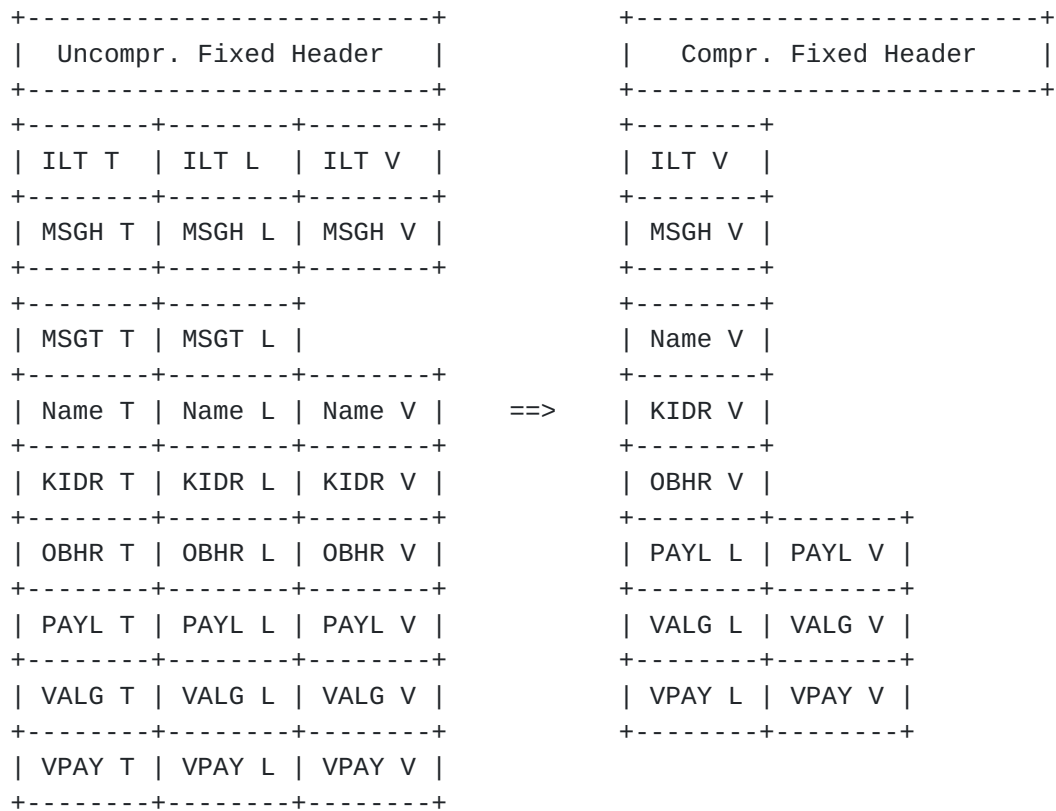 +--------------------------+             +--------------------------+
|  Uncompr. Fixed Header   |             |   Compr. Fixed Header    |
+--------------------------+             +--------------------------+
+--------+--------+--------+             +--------+
| ILT T  | ILT L  | ILT V  |             | ILT V  |
+--------+--------+--------+             +--------+
| MSGH T | MSGH L | MSGH V |             | MSGH V |
+--------+--------+--------+             +--------+
+--------+--------+                      +--------+
| MSGT T | MSGT L |                      | Name V |
+--------+--------+--------+             +--------+
| Name T | Name L | Name V |    ==>      | KIDR V |
+--------+--------+--------+             +--------+
| KIDR T | KIDR L | KIDR V |             | OBHR V |
+--------+--------+--------+             +--------+--------+
| OBHR T | OBHR L | OBHR V |             | PAYL L | PAYL V |
+--------+--------+--------+             +--------+--------+
| PAYL T | PAYL L | PAYL V |             | VALG L | VALG V |
+--------+--------+--------+             +--------+--------+
| VALG T | VALG L | VALG V |             | VPAY L | VPAY V |
+--------+--------+--------+             +--------+--------+
| VPAY T | VPAY L | VPAY V |
+--------+--------+--------+